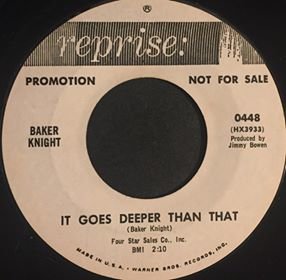 ®
reprise:
PROMOTION NOT FOR SALE
BAKER
KNIGHT
0448
(HX3933)
Produced by
Jimmy Bowen
IT GOES DEEPER THAN THAT
(Baker Knight)
Four Star Sales Co., Inc.
BMI 2:10
MADE IN U.S.A. • WARNER BROS. RECORDS, INC.